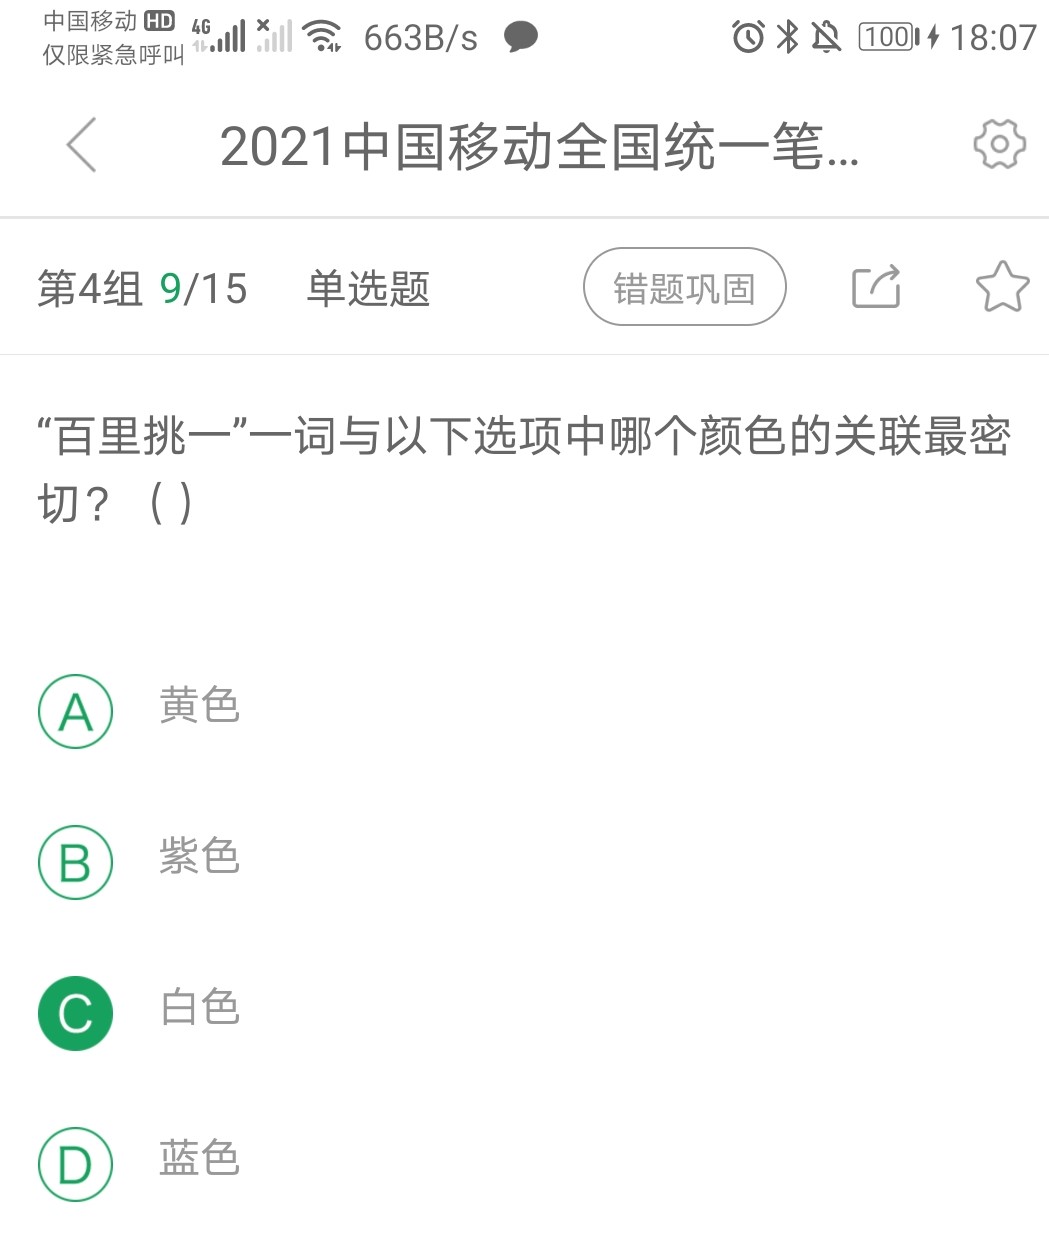 中国移动 HD 4G 663B/s 100 18:07
仅限紧急呼叫
2021中国移动全国统一笔...
第4组 9/15 单选题 错题巩固
“百里挑一”一词与以下选项中哪个颜色的关联最密
切? ( )
A 黄色
B 紫色
C 白色
D 蓝色